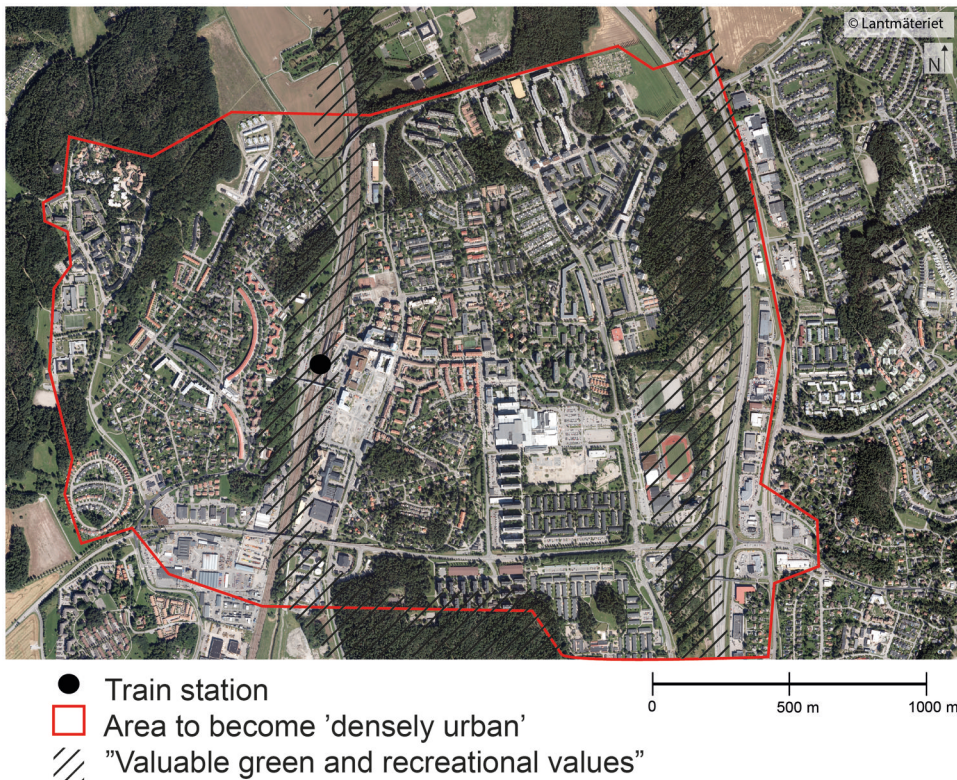 © Lantmäteriet
N
Train station
0 500 m 1000 m
Area to become 'densely urban'
"Valuable green and recreational values"